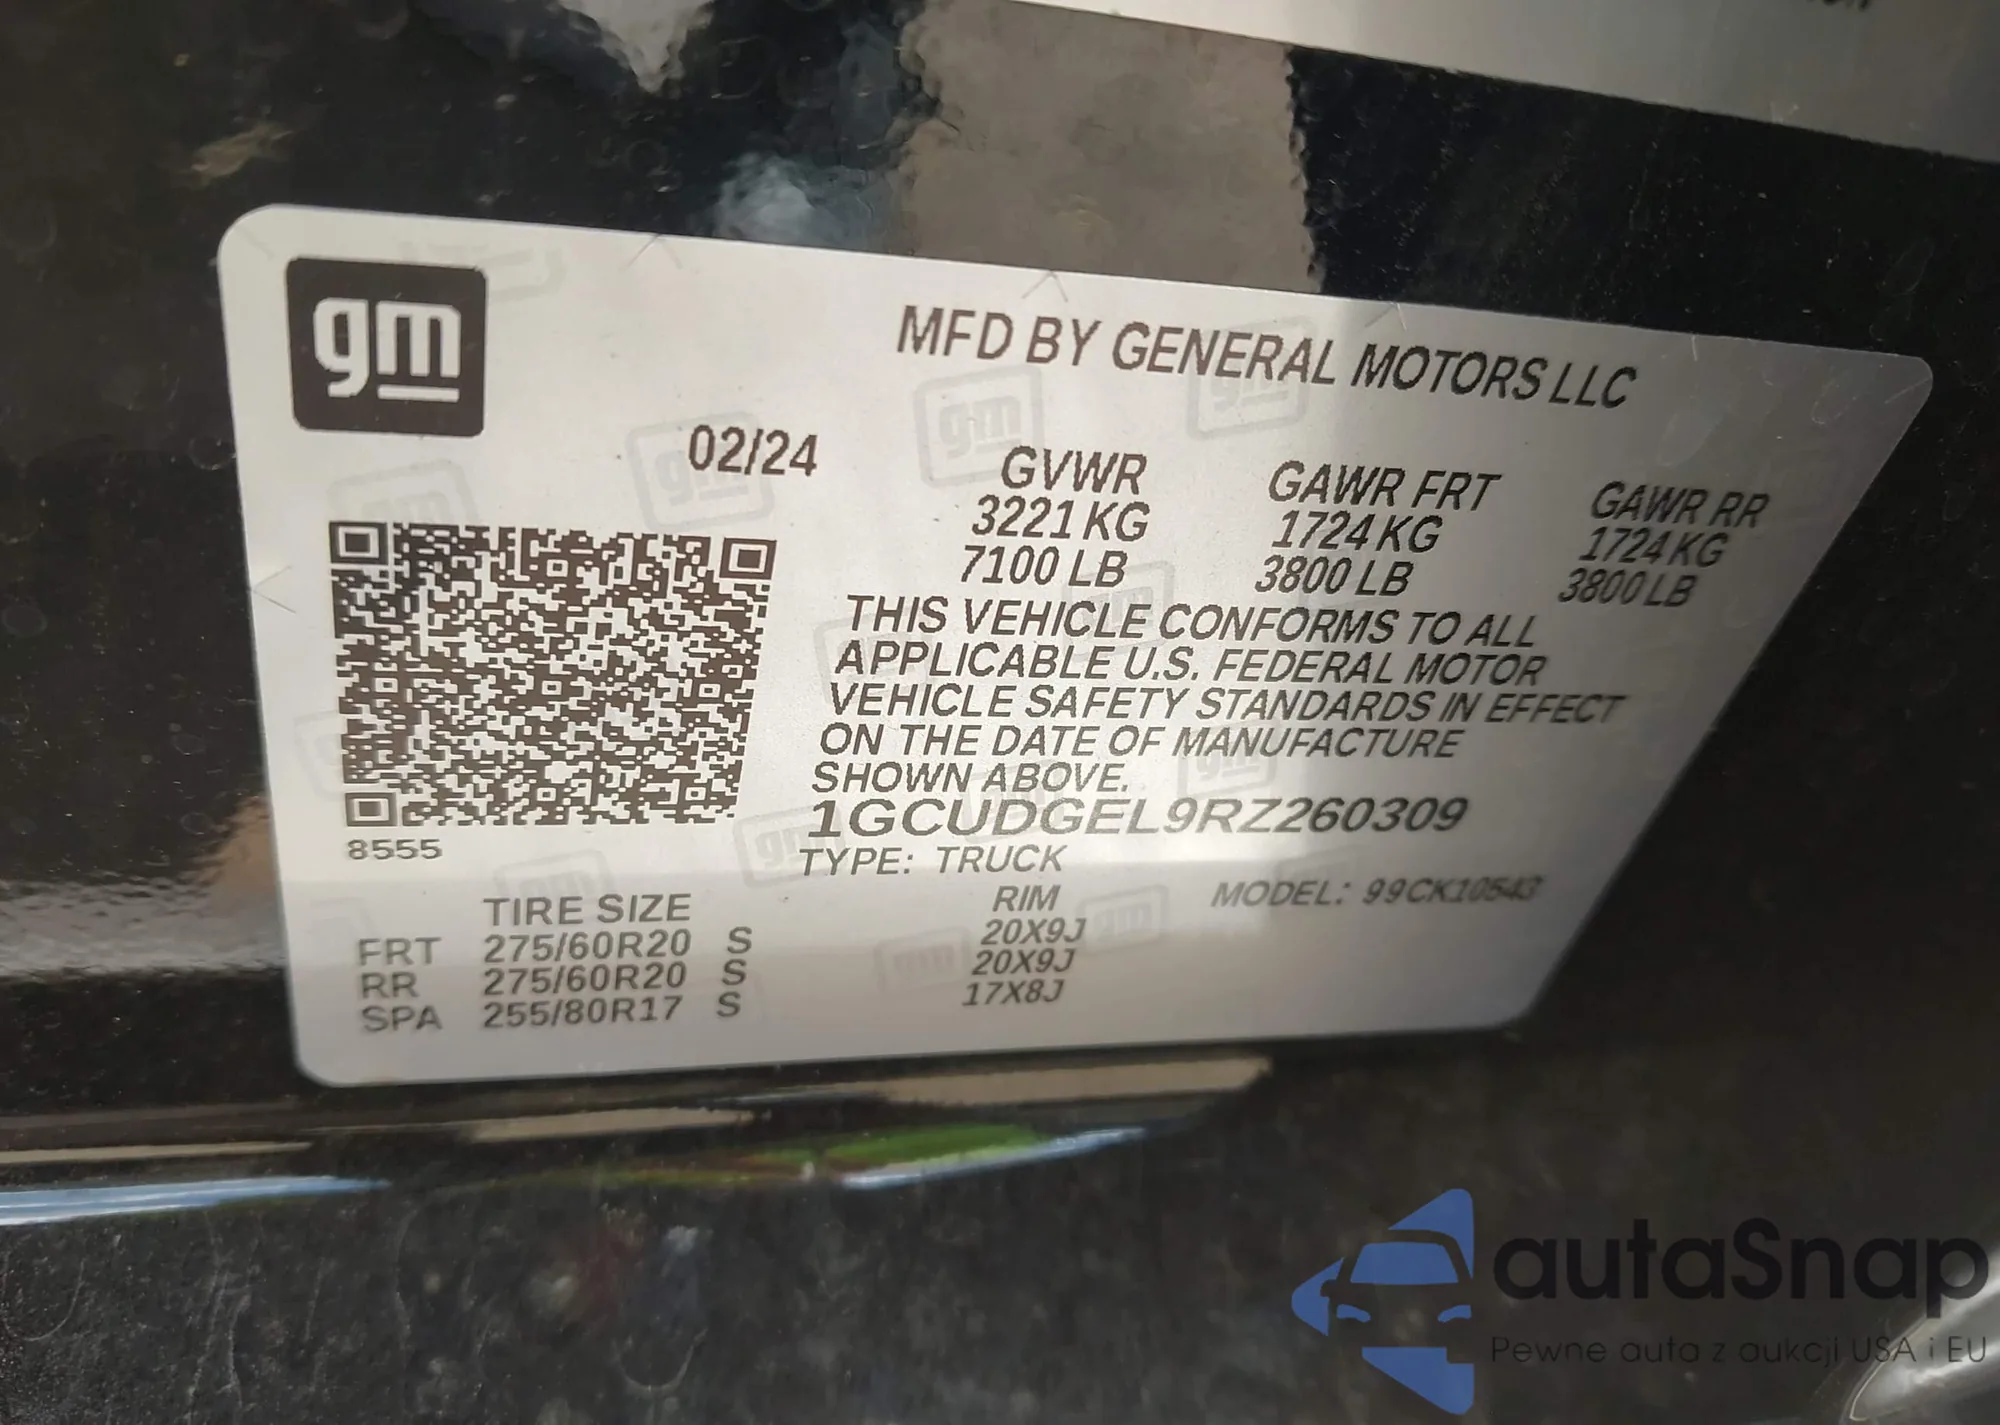 gm
MFD BY GENERAL MOTORS LLC
02/24
GVWR GAWR FRT GAWR RR
3221 KG 1724 KG 1724 KG
7100 LB 3800 LB 3800 LB
THIS VEHICLE CONFORMS TO ALL
APPLICABLE U.S. FEDERAL MOTOR
VEHICLE SAFETY STANDARDS IN EFFECT
ON THE DATE OF MANUFACTURE
SHOWN ABOVE.
1GCUDGEL9RZ260309
8555
TYPE: TRUCK
MODEL: 99CK10543
TIRE SIZE RIM
FRT 275/60R20 S 20X9J
RR 275/60R20 S 20X9J
SPA 255/80R17 S 17X8J
autaSnap
Pewne auta z aukcji USA i EU